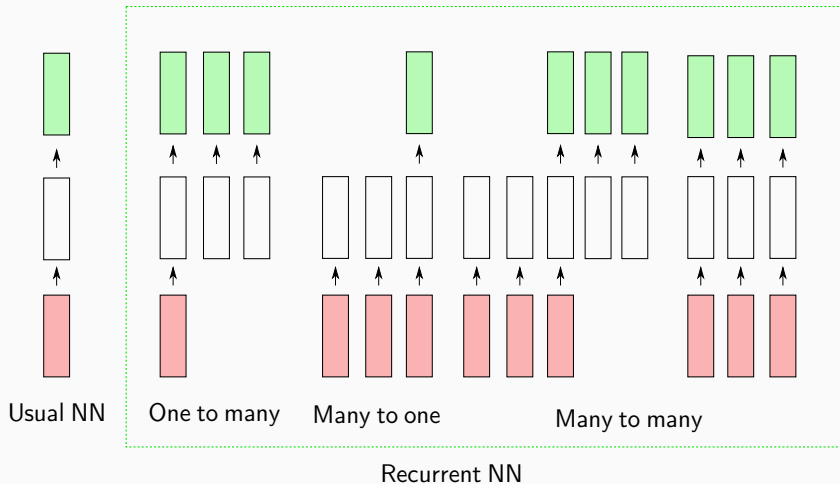 Usual NN
One to many
Many to one
Many to many
Recurrent NN